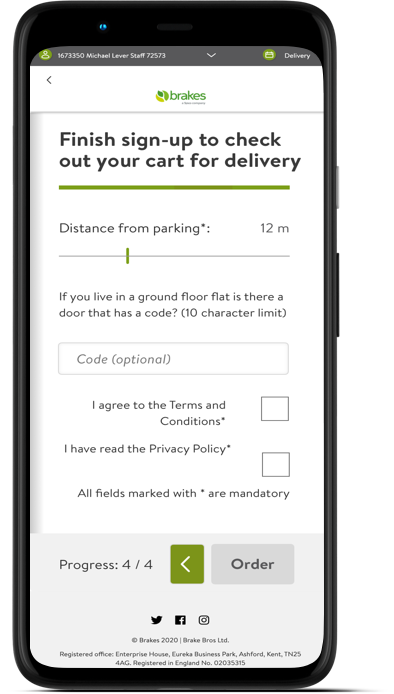 1673350 Michael Lever Staff 72573 Delivery
brakes
Finish sign-up to check
out your cart for delivery
Distance from parking*: 12 m
If you live in a ground floor flat is there a
door that has a code? (10 character limit)
Code (optional)
I agree to the Terms and
Conditions*
I have read the Privacy Policy*
All fields marked with * are mandatory
Progress: 4 / 4 Order
© Brakes 2020 | Brake Bros Ltd.
Registered office: Enterprise House, Eureka Business Park, Ashford, Kent, TN25
4AG. Registered in England No. 02035315